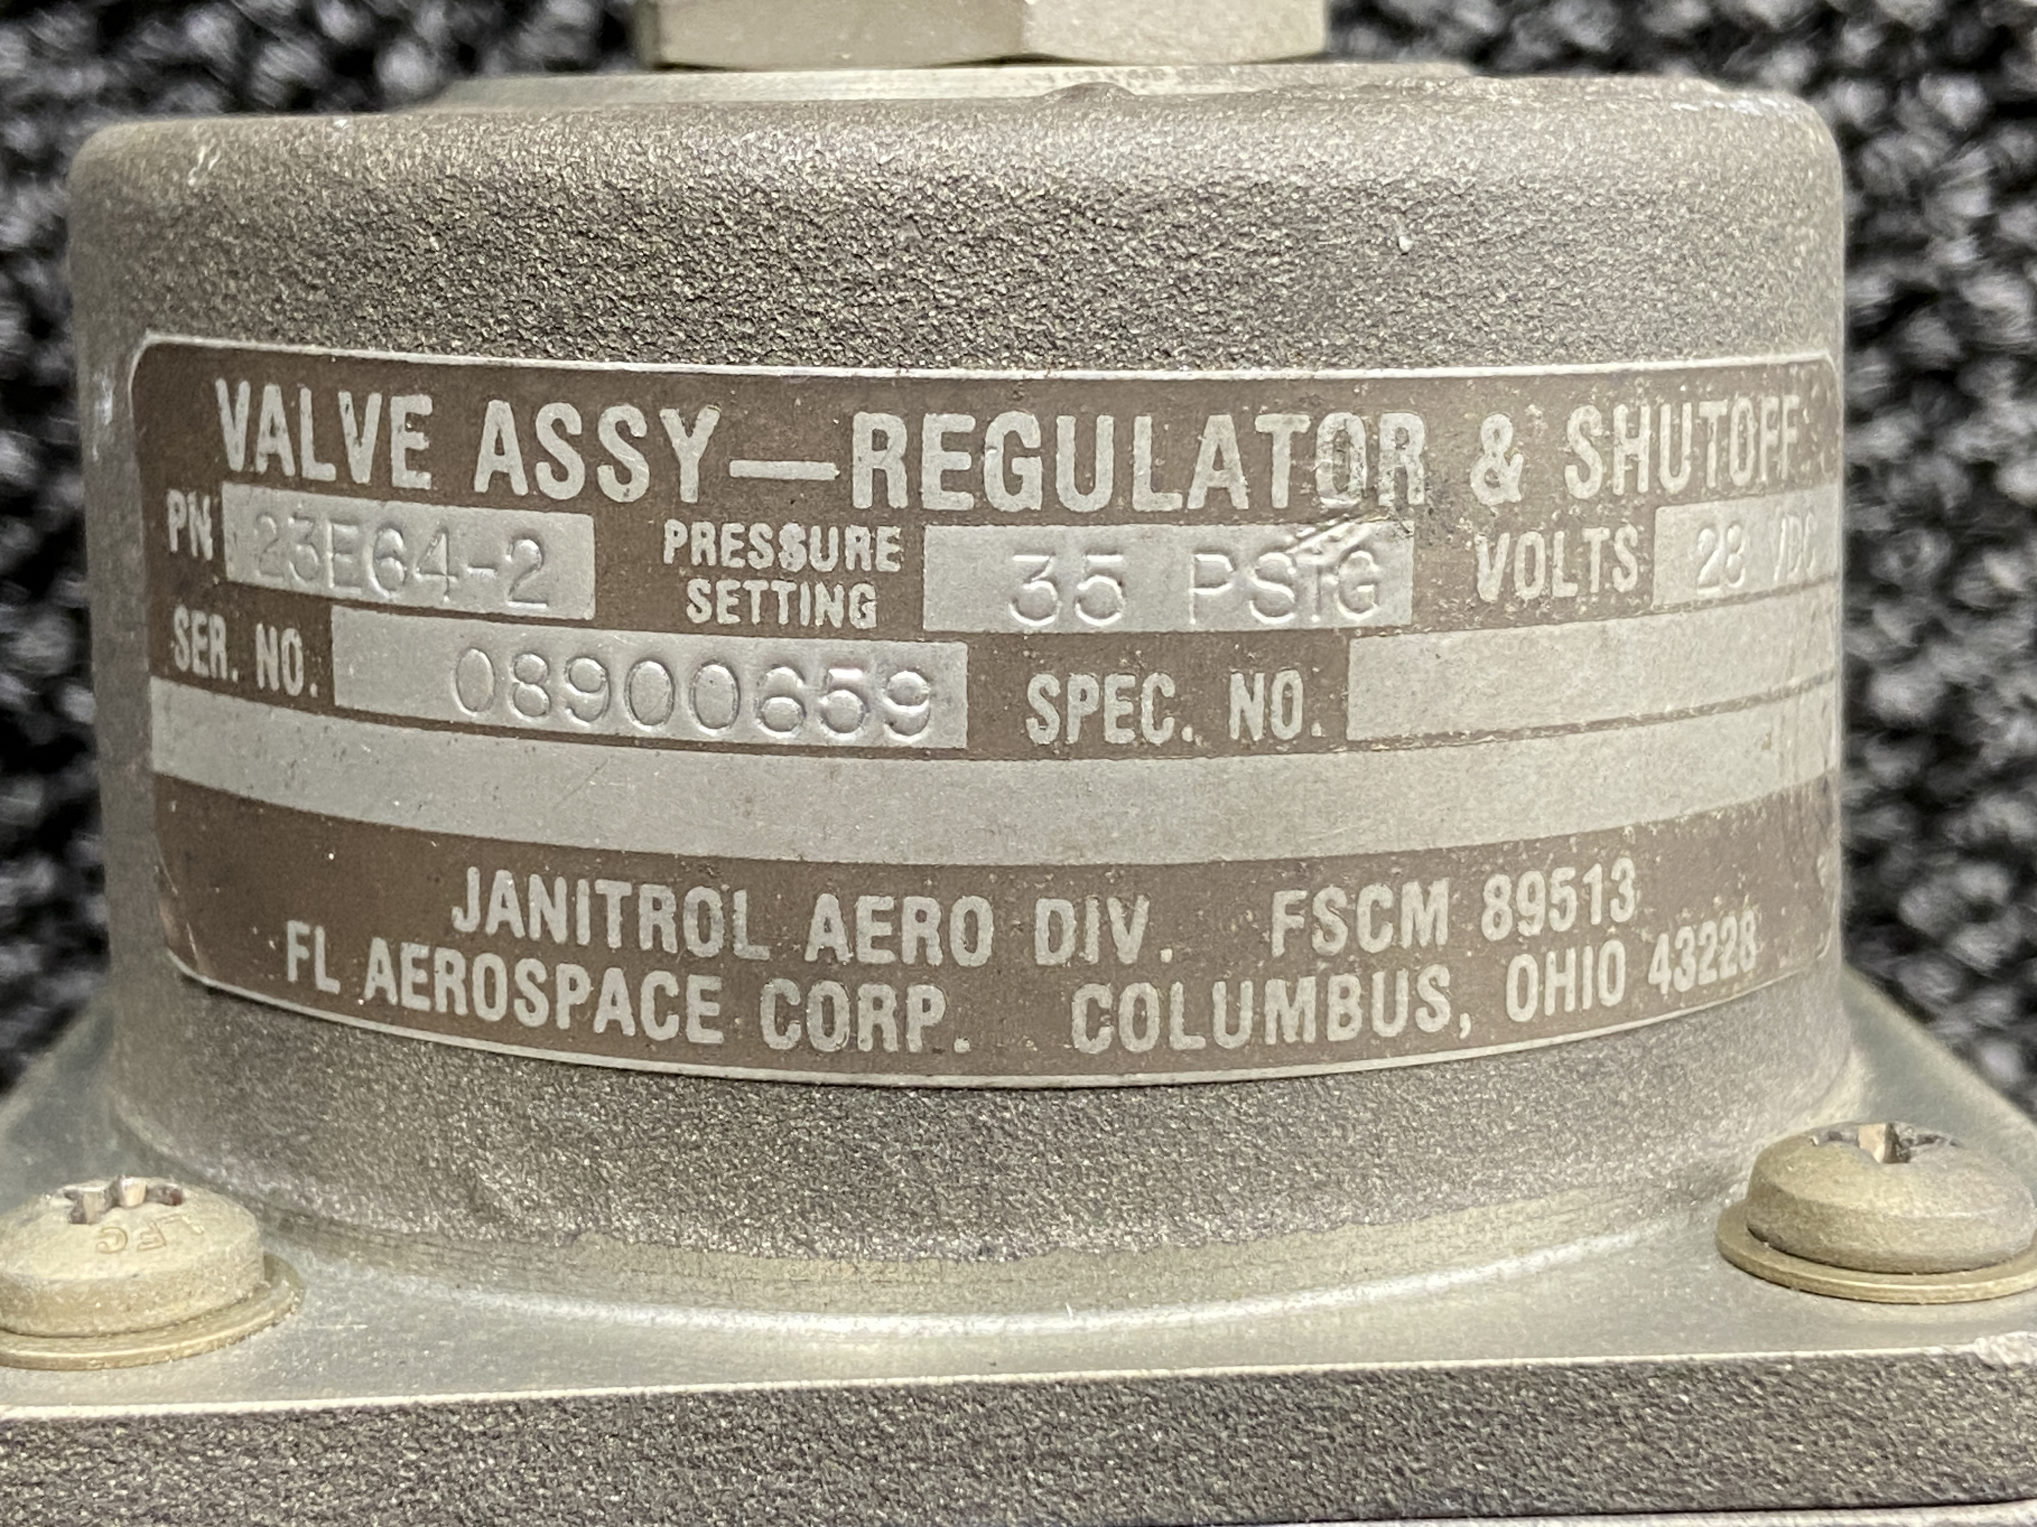 VALVE ASSY—REGULATOR & SHUTOFF
PN 23E64-2 PRESSURE SETTING 35 PSIG VOLTS 28 VDC
SER. NO. 08900659 SPEC. NO.
JANITROL AERO DIV. FSCM 89513
FL AEROSPACE CORP. COLUMBUS, OHIO 43228
LFC